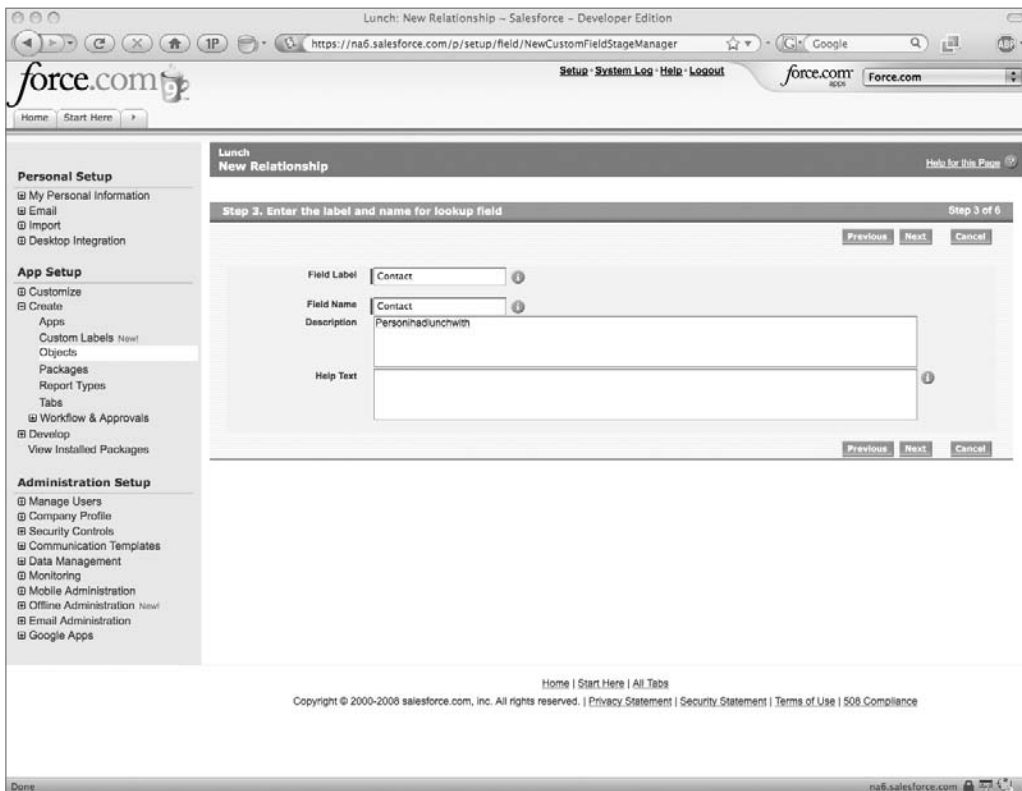 Lunch: New Relationship ~ Salesforce - Developer Edition
1P
https://na6.salesforce.com/p/setup/field/NewCustomFieldStageManager
G
Google
ABP
force.com
Setup · System Log · Help · Logout
force.com
apps
Force.com
Home
Start Here
Lunch
New Relationship
Help for this Page
Personal Setup
My Personal Information
Email
Import
Desktop Integration
App Setup
Customize
Create
Apps
Custom Labels New!
Objects
Packages
Report Types
Tabs
Workflow & Approvals
Develop
View Installed Packages
Administration Setup
Manage Users
Company Profile
Security Controls
Communication Templates
Data Management
Monitoring
Mobile Administration
Offline Administration New!
Email Administration
Google Apps
Step 3. Enter the label and name for lookup field
Step 3 of 6
Previous Next Cancel
Field Label Contact
Field Name Contact
Description Personihadlunchwith
Help Text
Previous Next Cancel
Home | Start Here | All Tabs
Copyright © 2000-2008 salesforce.com, inc. All rights reserved. | Privacy Statement | Security Statement | Terms of Use | 508 Compliance
Done
na6.salesforce.com